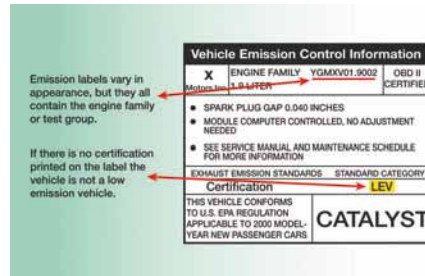 Emission labels vary in
appearance, but they all
contain the engine family
or test group.
If there is no certification
printed on the label the
vehicle is not a low
emission vehicle.
Vehicle Emission Control Information
X
Motors Inc
ENGINE FAMILY YGMXV01.9002
1.9 LITER
OBD II
CERTIFIED
• SPARK PLUG GAP 0.040 INCHES
• MODULE COMPUTER CONTROLLED, NO ADJUSTMENT
NEEDED
• SEE SERVICE MANUAL AND MAINTENANCE SCHEDULE
FOR MORE INFORMATION
EXHAUST EMISSION STANDARDS STANDARD CATEGORY
Certification LEV
THIS VEHICLE CONFORMS
TO U.S. EPA REGULATION
APPLICABLE TO 2000 MODEL-
YEAR NEW PASSENGER CARS
CATALYST